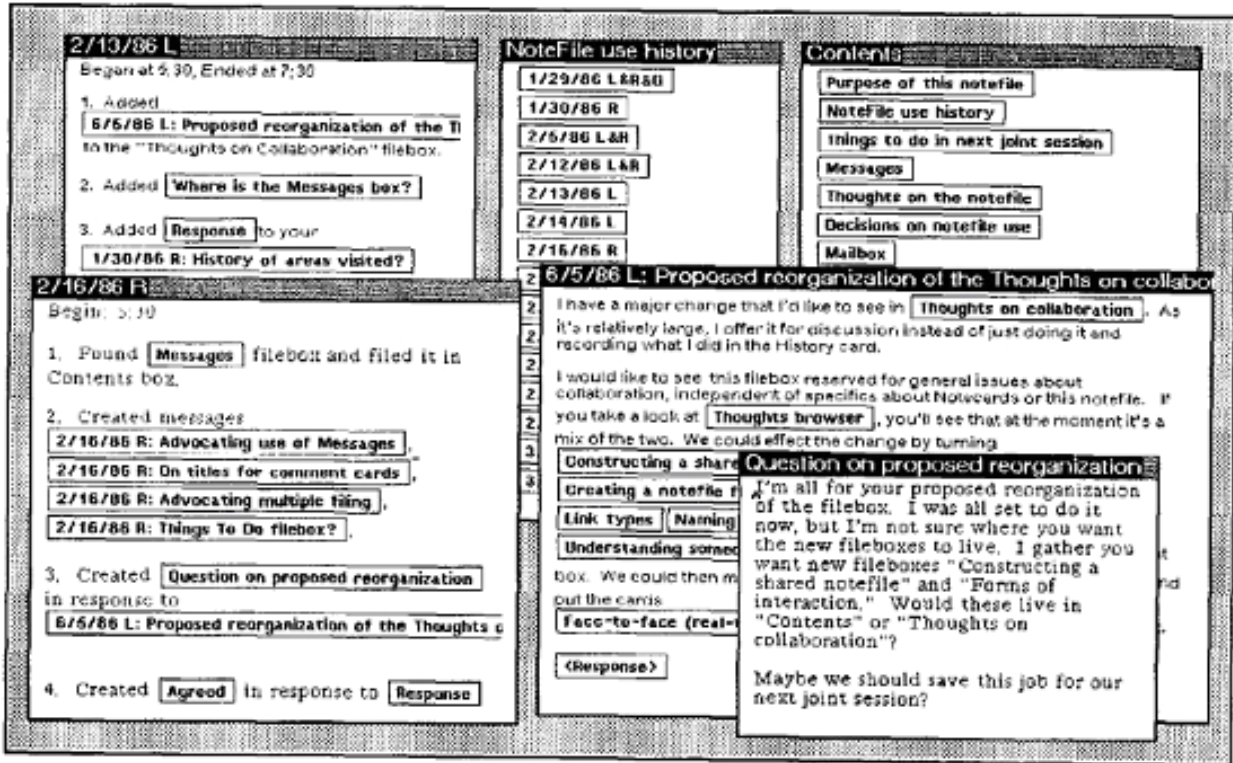 2/13/86 L
Began at 5:30, Ended at 7:30
1. Added
6/5/86 L: Proposed reorganization of the T
to the "Thoughts on Collaboration" filebox.
2. Added Where is the Messages box?
3. Added Response to your
1/30/86 R: History of areas visited?
NoteFile use history
1/29/86 L&R&G
1/30/86 R
2/5/86 L&R
2/12/86 L&R
2/13/86 L
2/14/86 L
2/15/86 R
2
2
2
2
2
2
3
3
Contents
Purpose of this notefile
NoteFile use history
Things to do in next joint session
Messages
Thoughts on the notefile
Decisions on notefile use
Mailbox
2/16/86 R
Begin: 5:30
1. Found Messages filebox and filed it in
Contents box.
2. Created messages
2/16/86 R: Advocating use of Messages,
2/16/86 R: On titles for comment cards,
2/16/86 R: Advocating multiple filing,
2/16/86 R: Things To Do filebox?,
3. Created Question on proposed reorganization
in response to
6/5/86 L: Proposed reorganization of the Thoughts c
4. Created Agreed in response to Response
6/5/86 L: Proposed reorganization of the Thoughts on collabor
I have a major change that I'd like to see in Thoughts on collaboration. As
it's relatively large, I offer it for discussion instead of just doing it and
recording what I did in the History card.
I would like to see this filebox reserved for general issues about
collaboration, independent of specifics about Notecards or this notefile. If
you take a look at Thoughts browser, you'll see that at the moment it's a
mix of the two. We could effect the change by turning
Constructing a share
Creating a notefile f
Link types Naming
Understanding someo
box. We could then m
out the cards
Face-to-face (real-t
<Response>
Question on proposed reorganization
I'm all for your proposed reorganization
of the filebox. I was all set to do it
now, but I'm not sure where you want
the new fileboxes to live. I gather you
want new fileboxes "Constructing a
shared notefile" and "Forms of
interaction." Would these live in
"Contents" or "Thoughts on
collaboration"?
Maybe we should save this job for our
next joint session?